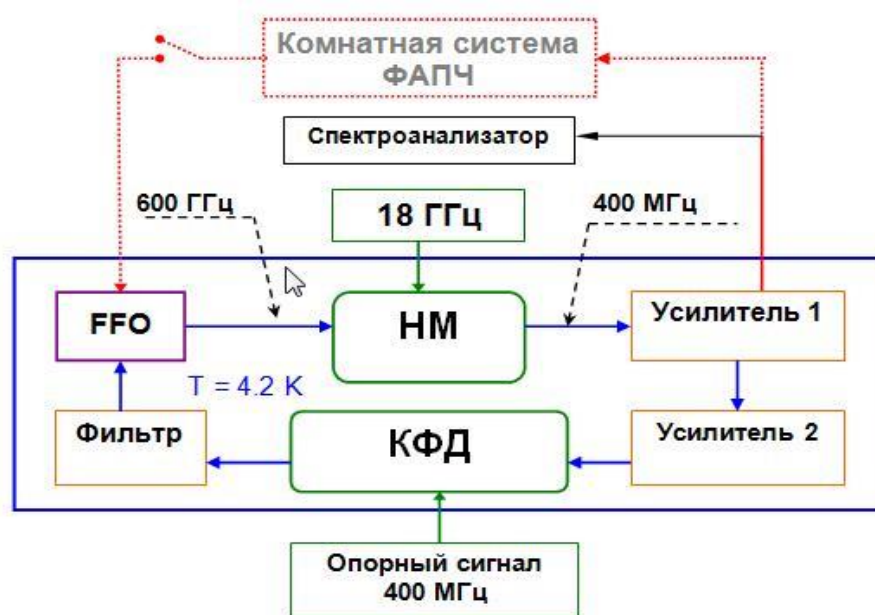 Комнатная система
ФАПЧ
Спектроанализатор
600 ГГц
18 ГГц
400 МГц
FFO
НМ
Усилитель 1
T = 4.2 K
Фильтр
КФД
Усилитель 2
Опорный сигнал
400 МГц